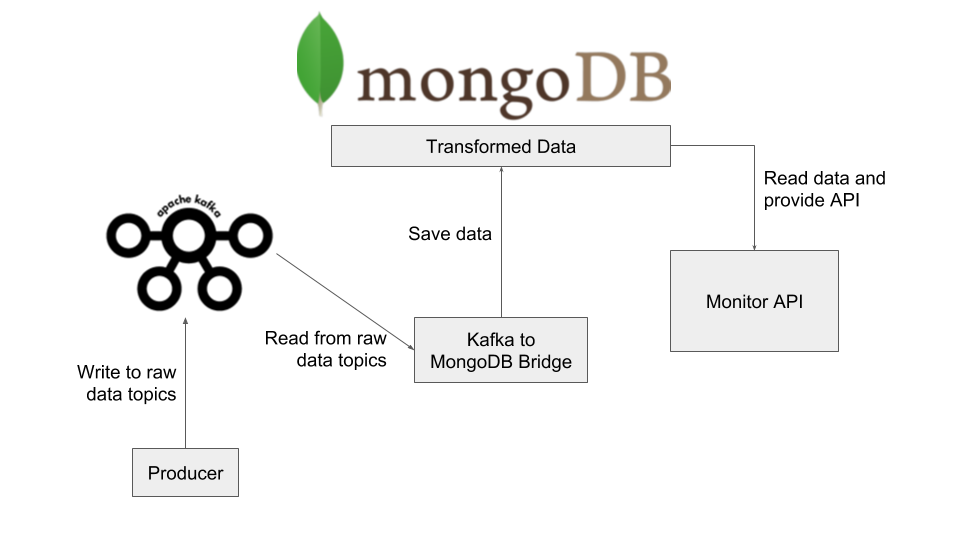 mongoDB
Transformed Data
Read data and
provide API
apache kafka
Save data
Monitor API
Read from raw
data topics
Kafka to
MongoDB Bridge
Write to raw
data topics
Producer